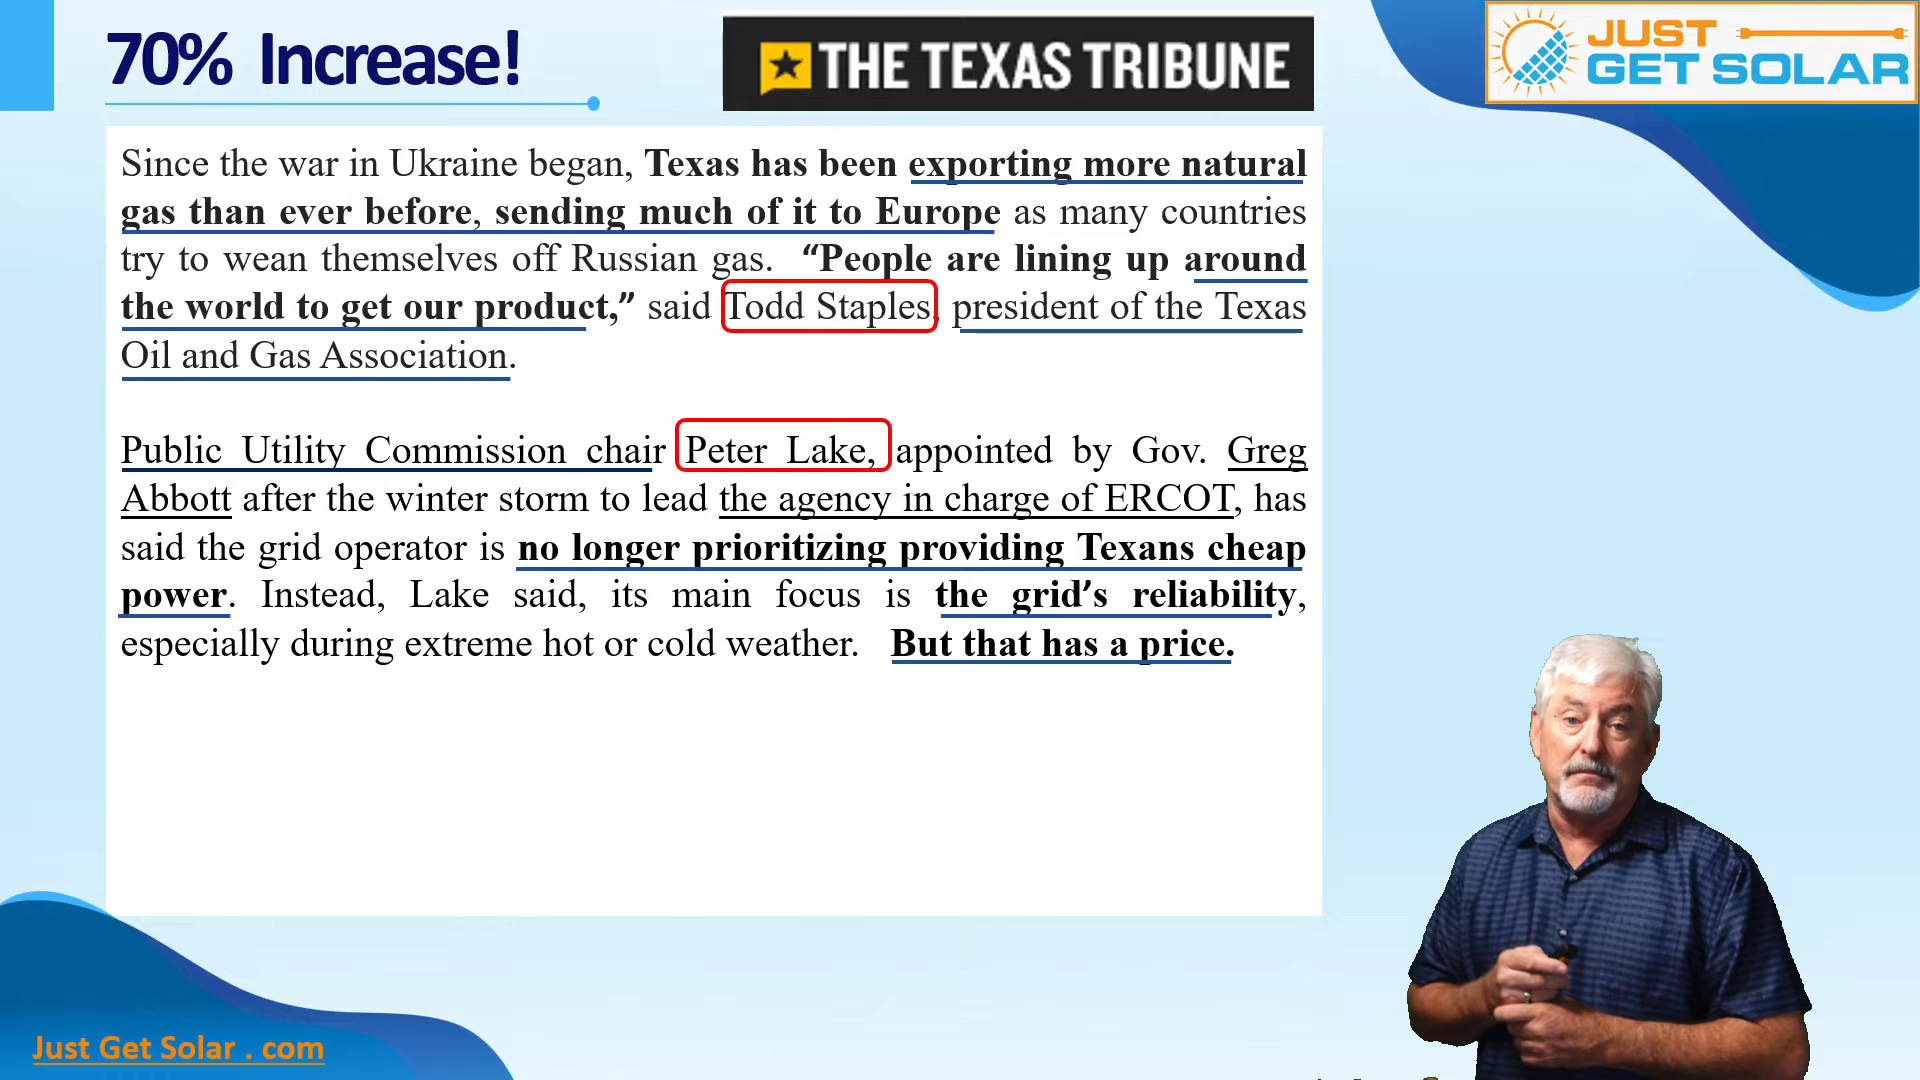 70% Increase!
THE TEXAS TRIBUNE
JUST
GET SOLAR
Since the war in Ukraine began, Texas has been exporting more natural
gas than ever before, sending much of it to Europe as many countries
try to wean themselves off Russian gas. “People are lining up around
the world to get our product,” said Todd Staples, president of the Texas
Oil and Gas Association.
Public Utility Commission chair Peter Lake, appointed by Gov. Greg
Abbott after the winter storm to lead the agency in charge of ERCOT, has
said the grid operator is no longer prioritizing providing Texans cheap
power. Instead, Lake said, its main focus is the grid’s reliability,
especially during extreme hot or cold weather. But that has a price.
Just Get Solar . com